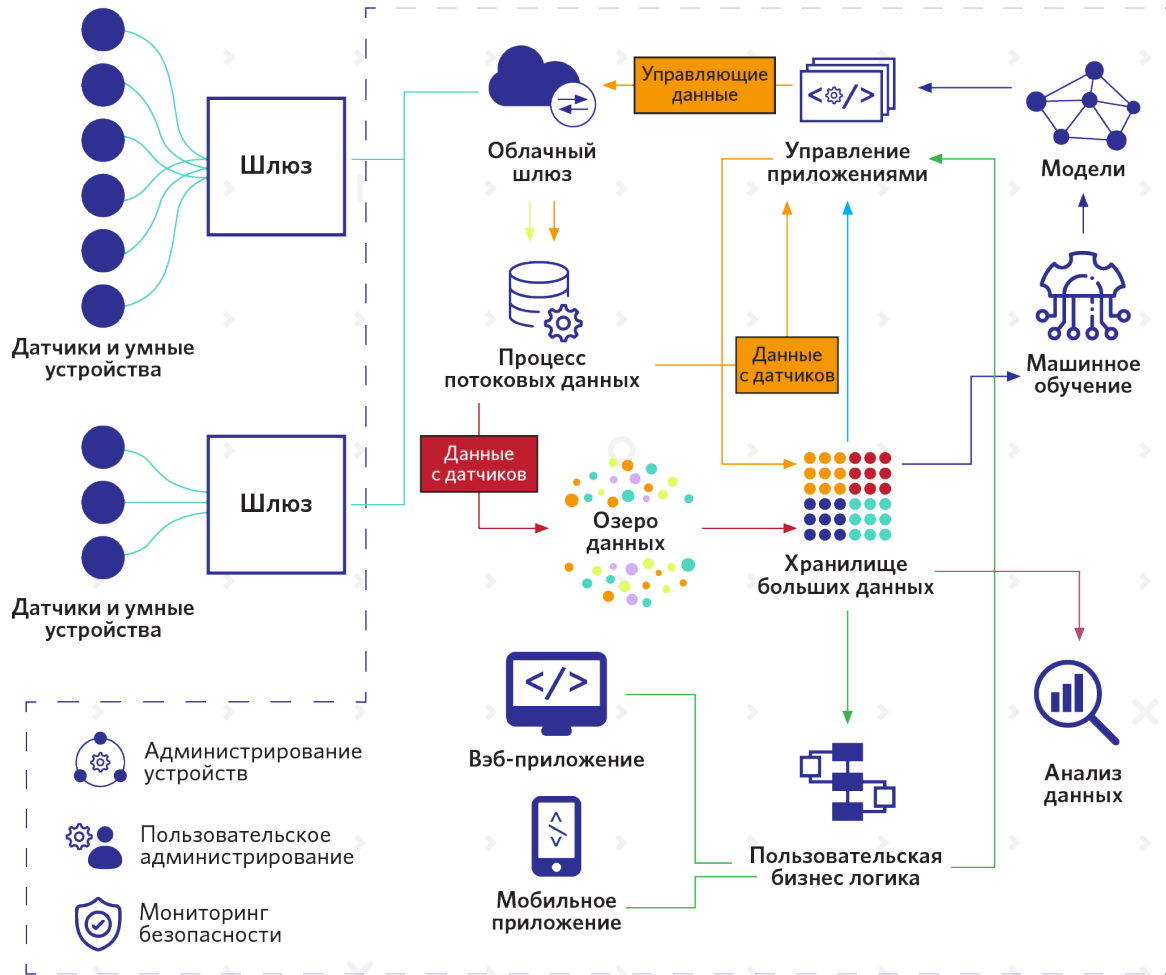 Шлюз
Датчики и умные
устройства
Шлюз
Датчики и умные
устройства
Облачный
шлюз
Управляющие
данные
</>
Управление
приложениями
Модели
Процесс
потоковых данных
Данные
с датчиков
Машинное
обучение
Данные
с датчиков
Озеро
данных
Хранилище
больших данных
</>
Вэб-приложение
</>
Мобильное
приложение
Пользовательская
бизнес логика
Анализ
данных
Администрирование
устройств
Пользовательское
администрирование
Мониторинг
безопасности